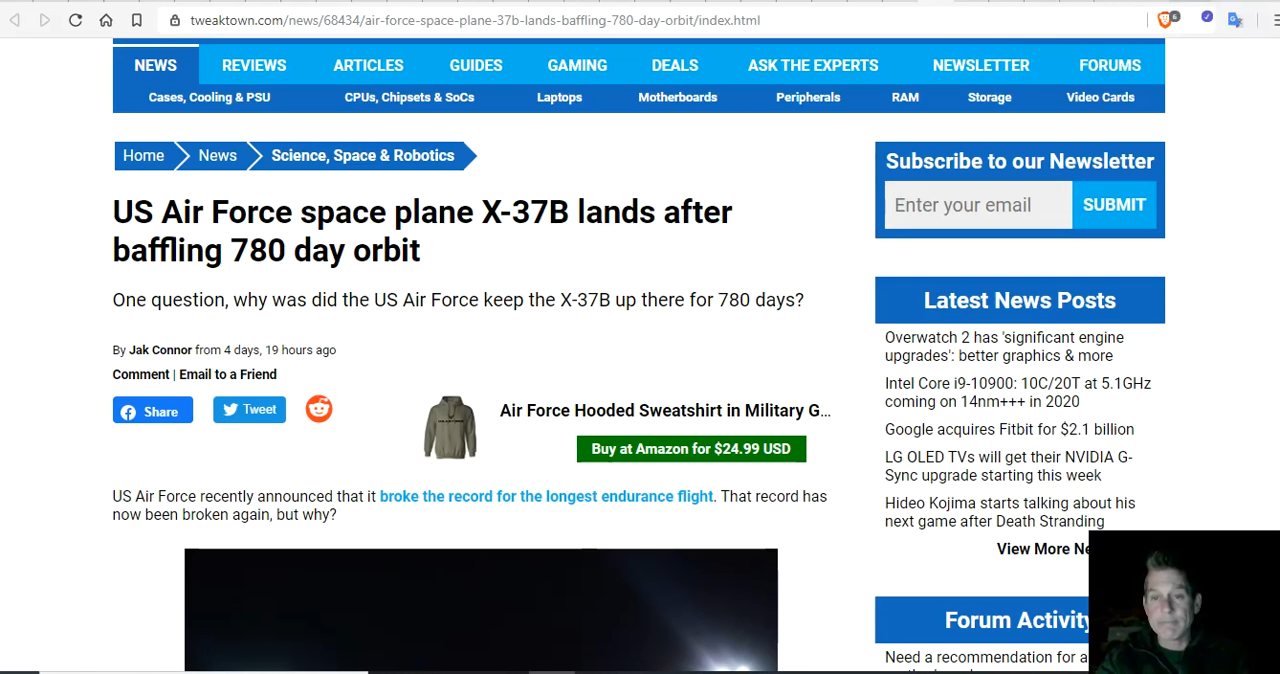 tweaktown.com/news/68434/air-force-space-plane-37b-lands-baffling-780-day-orbit/index.html
6
NEWS REVIEWS ARTICLES GUIDES GAMING DEALS ASK THE EXPERTS NEWSLETTER FORUMS
Cases, Cooling & PSU CPUs, Chipsets & SoCs Laptops Motherboards Peripherals RAM Storage Video Cards
Home News Science, Space & Robotics
US Air Force space plane X-37B lands after
baffling 780 day orbit
One question, why was did the US Air Force keep the X-37B up there for 780 days?
By Jak Connor from 4 days, 19 hours ago
Comment | Email to a Friend
Share Tweet
Air Force Hooded Sweatshirt in Military G...
Buy at Amazon for $24.99 USD
US Air Force recently announced that it broke the record for the longest endurance flight. That record has
now been broken again, but why?
Subscribe to our Newsletter
Enter your email SUBMIT
Latest News Posts
Overwatch 2 has 'significant engine
upgrades': better graphics & more
Intel Core i9-10900: 10C/20T at 5.1GHz
coming on 14nm+++ in 2020
Google acquires Fitbit for $2.1 billion
LG OLED TVs will get their NVIDIA G-
Sync upgrade starting this week
Hideo Kojima starts talking about his
next game after Death Stranding
View More Ne
Forum Activity
Need a recommendation for a